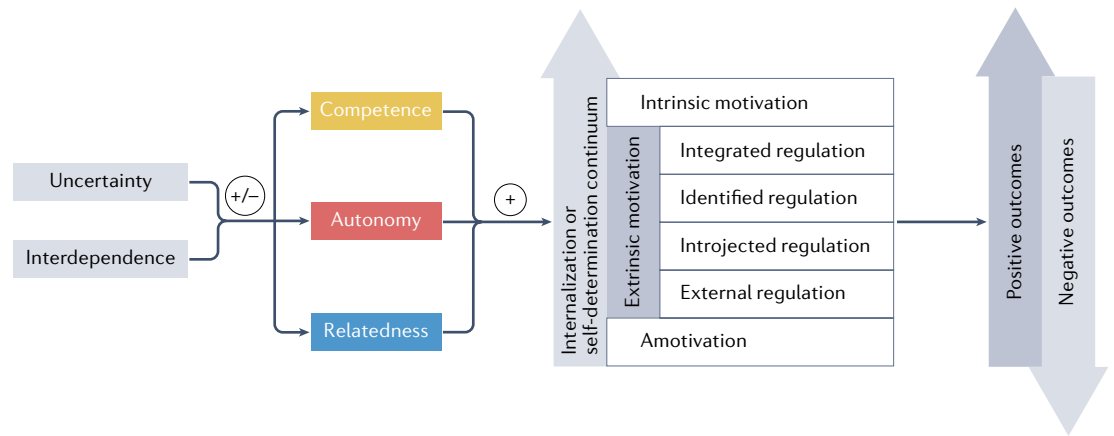 Uncertainty
Interdependence
+/−
Competence
Autonomy
Relatedness
+
Internalization or
self-determination continuum
Extrinsic motivation
Intrinsic motivation
Integrated regulation
Identified regulation
Introjected regulation
External regulation
Amotivation
Positive outcomes
Negative outcomes